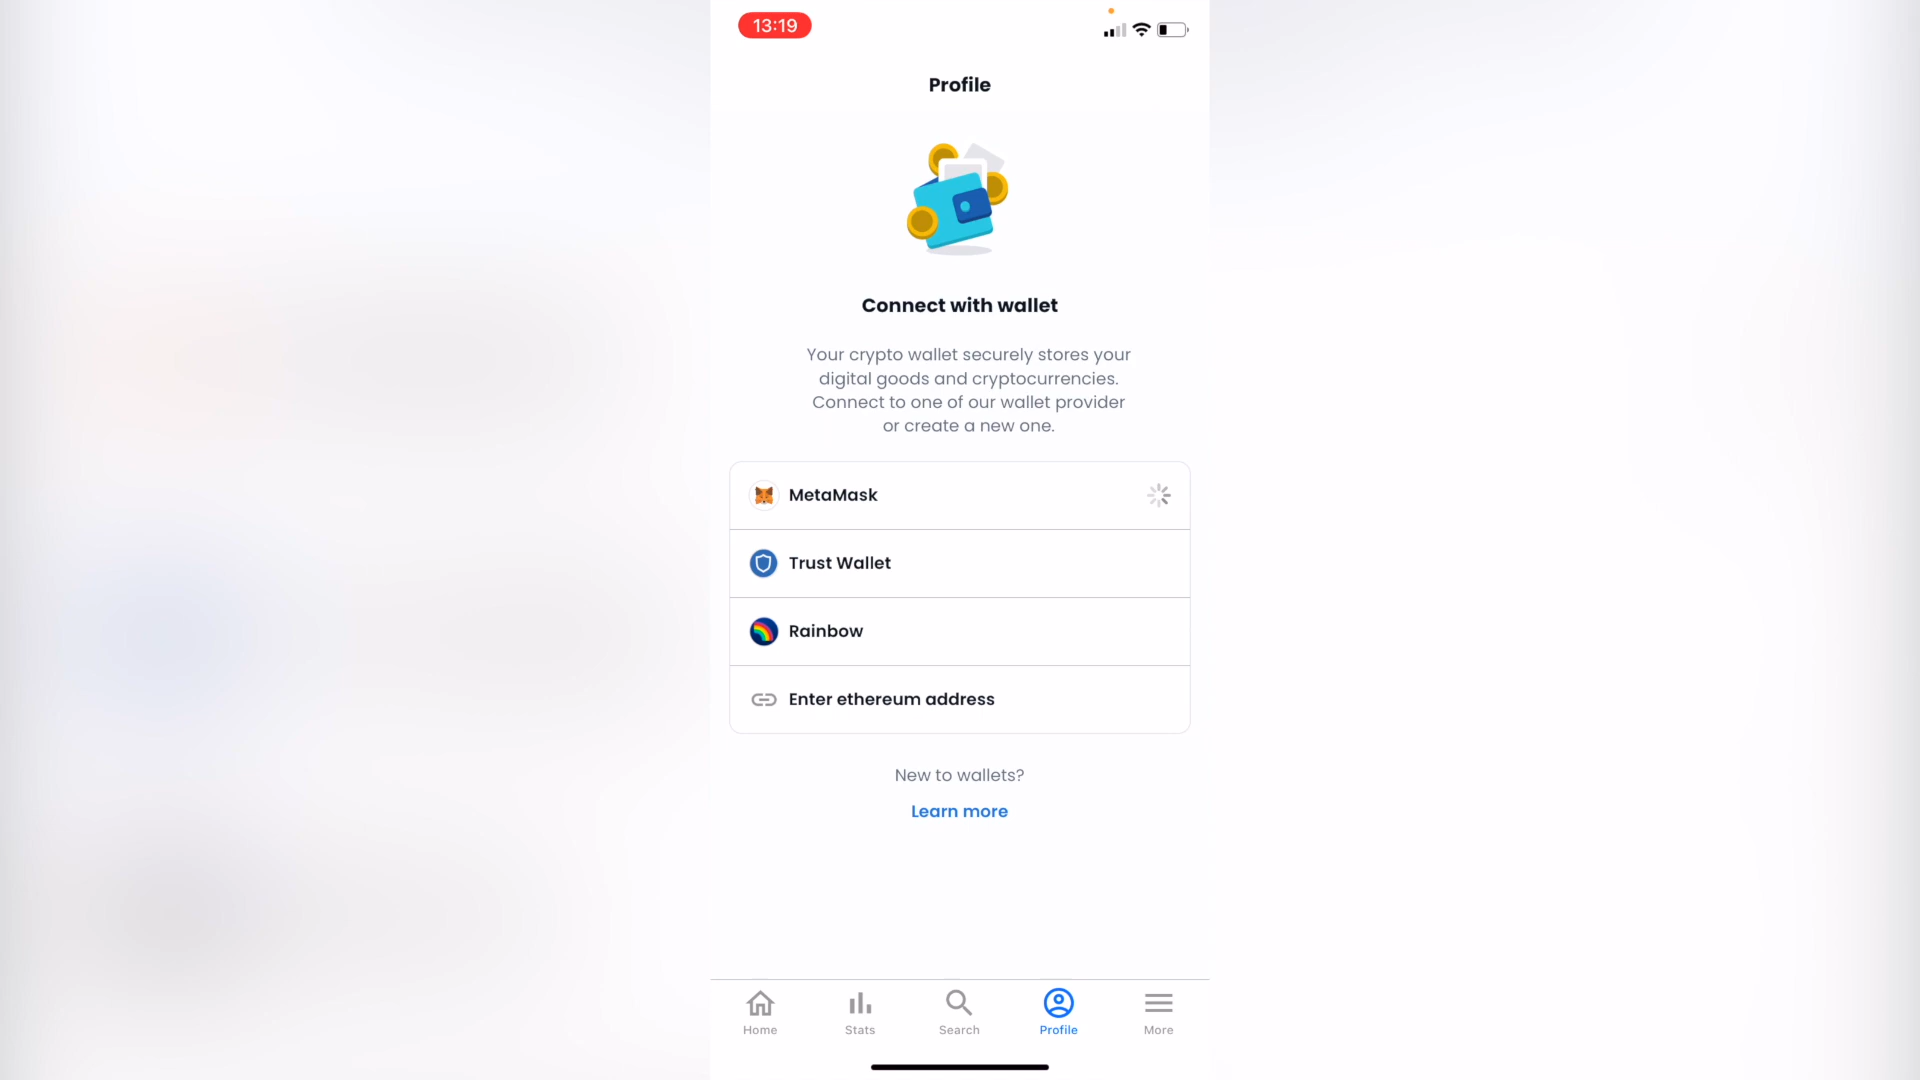 13:19
Profile
Connect with wallet
Your crypto wallet securely stores your
digital goods and cryptocurrencies.
Connect to one of our wallet provider
or create a new one.
MetaMask
Trust Wallet
Rainbow
Enter ethereum address
New to wallets?
Learn more
Home
Stats
Search
Profile
More